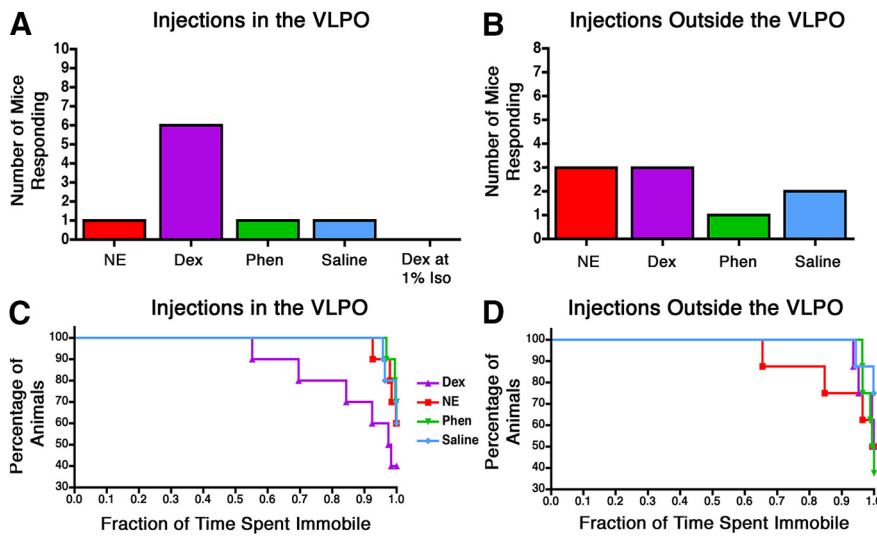 A
Injections in the VLPO
Number of Mice
Responding
10
9
8
7
6
5
4
3
2
1
0
NE
Dex
Phen
Saline
Dex at
1% Iso
B
Injections Outside the VLPO
Number of Mice
Responding
8
7
6
5
4
3
2
1
0
NE
Dex
Phen
Saline
C
Injections in the VLPO
Percentage of
Animals
100
90
80
70
60
50
40
30
0.0 0.1 0.2 0.3 0.4 0.5 0.6 0.7 0.8 0.9 1.0
Fraction of Time Spent Immobile
Dex
NE
Phen
Saline
D
Injections Outside the VLPO
Percentage of
Animals
100
90
80
70
60
50
40
30
0.0 0.1 0.2 0.3 0.4 0.5 0.6 0.7 0.8 0.9 1.0
Fraction of Time Spent Immobile